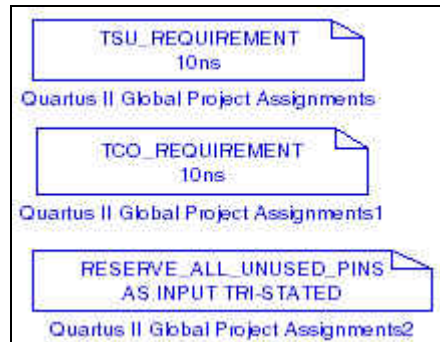 TSU_REQUIREMENT
10ns
Quartus II Global Project Assignments
TCO_REQUIREMENT
10ns
Quartus II Global Project Assignments1
RESERVE_ALL_UNUSED_PINS
AS INPUT TRI-STATED
Quartus II Global Project Assignments2